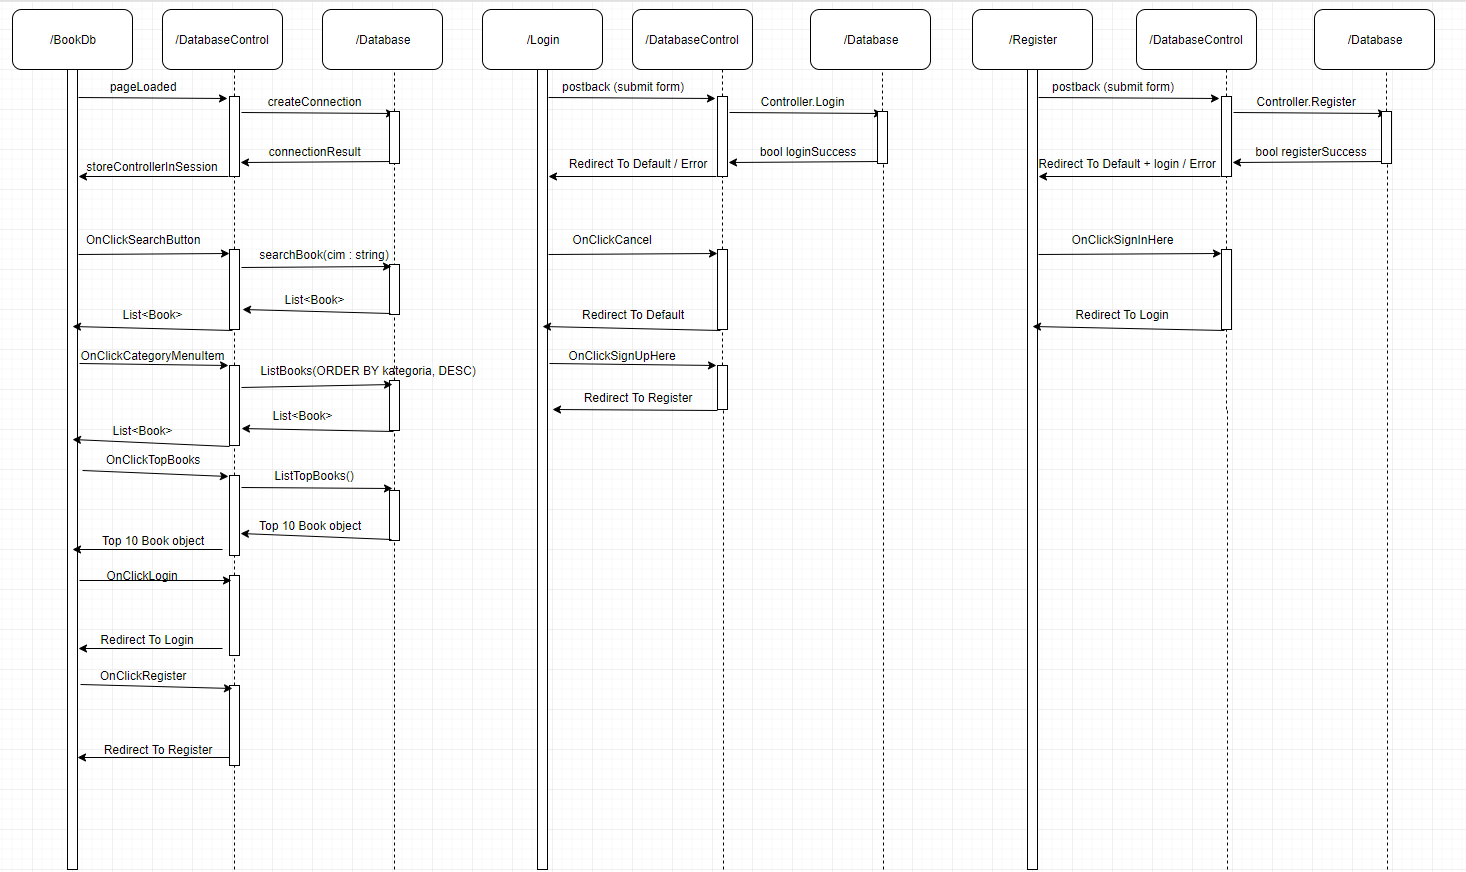 /BookDb
/DatabaseControl
/Database
pageLoaded
createConnection
connectionResult
storeControllerInSession
OnClickSearchButton
searchBook(cim : string)
List<Book>
List<Book>
OnClickCategoryMenuItem
ListBooks(ORDER BY kategoria, DESC)
List<Book>
List<Book>
OnClickTopBooks
ListTopBooks()
Top 10 Book object
Top 10 Book object
OnClickLogin
Redirect To Login
OnClickRegister
Redirect To Register
/Login
/DatabaseControl
/Database
postback (submit form)
Controller.Login
bool loginSuccess
Redirect To Default / Error
OnClickCancel
Redirect To Default
OnClickSignUpHere
Redirect To Register
/Register
/DatabaseControl
/Database
postback (submit form)
Controller.Register
bool registerSuccess
Redirect To Default + login / Error
OnClickSignInHere
Redirect To Login